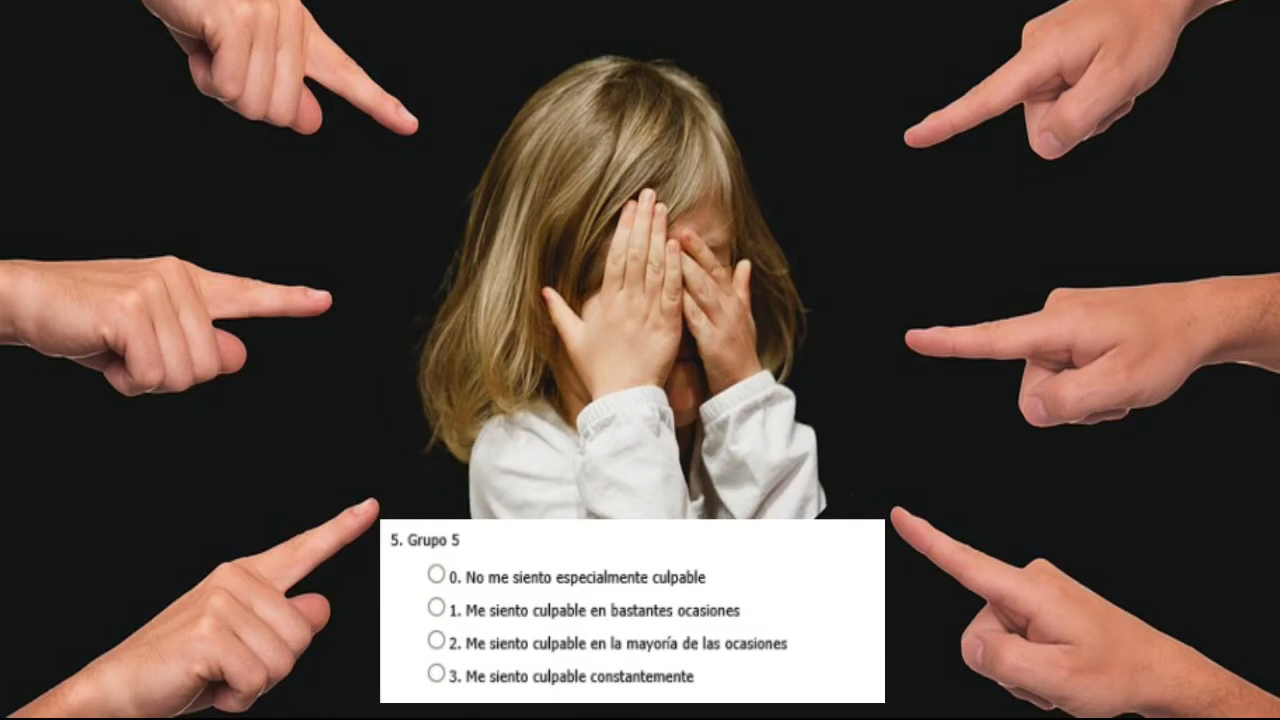 5. Grupo 5
0. No me siento especialmente culpable
1. Me siento culpable en bastantes ocasiones
2. Me siento culpable en la mayoría de las ocasiones
3. Me siento culpable constantemente